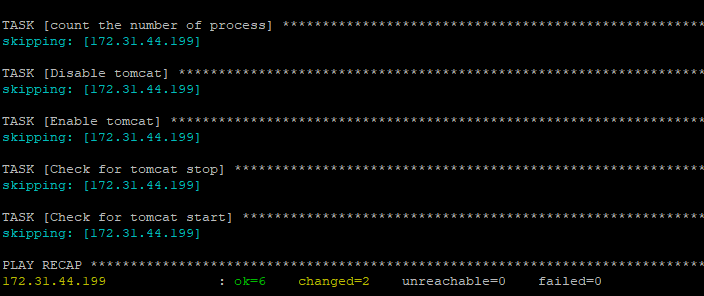 TASK [count the number of process] *****************************************************
skipping: [172.31.44.199]
TASK [Disable tomcat] ******************************************************************
skipping: [172.31.44.199]
TASK [Enable tomcat] *******************************************************************
skipping: [172.31.44.199]
TASK [Check for tomcat stop] ***********************************************************
skipping: [172.31.44.199]
TASK [Check for tomcat start] **********************************************************
skipping: [172.31.44.199]
PLAY RECAP *****************************************************************************
172.31.44.199 : ok=6 changed=2 unreachable=0 failed=0